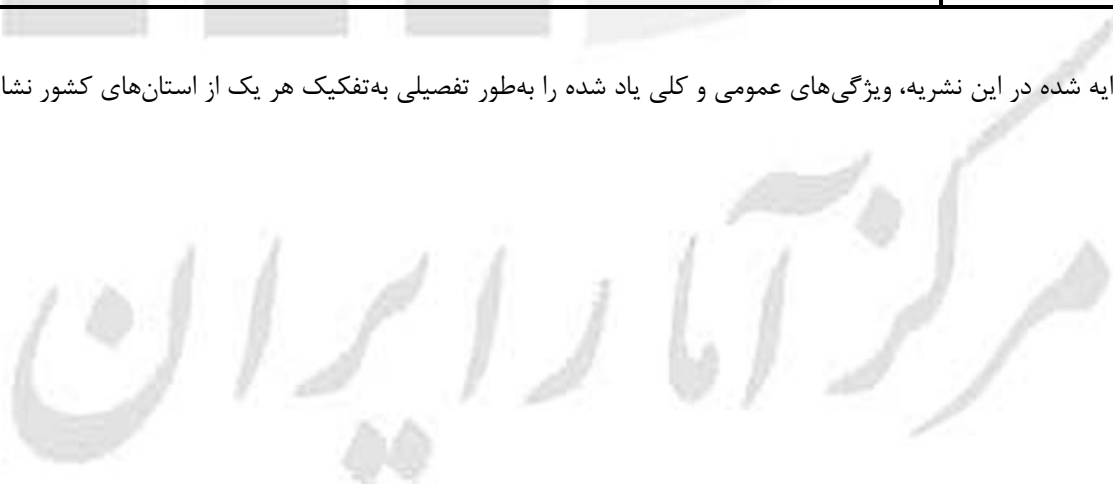 ایه شده در این نشریه، ویژگی‌های عمومی و کلی یاد شده را به‌طور تفصیلی به‌تفکیک هر یک از استان‌های کشور نشا
مرکز آمار ایران